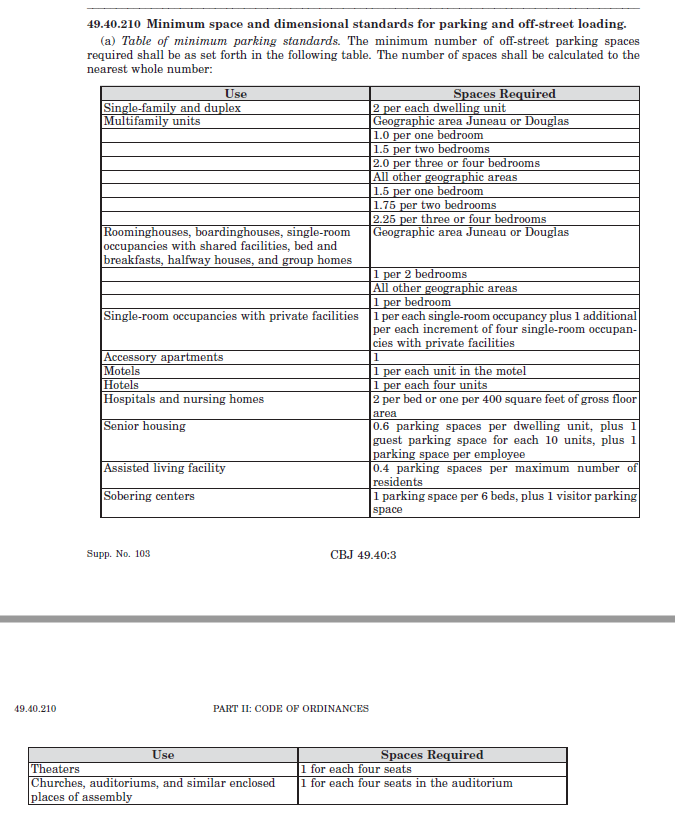 49.40.210 Minimum space and dimensional standards for parking and off-street loading.
(a) Table of minimum parking standards. The minimum number of off-street parking spaces
required shall be as set forth in the following table. The number of spaces shall be calculated to the
nearest whole number:
Use Spaces Required
Single-family and duplex 2 per each dwelling unit
Multifamily units Geographic area Juneau or Douglas
1.0 per one bedroom
1.5 per two bedrooms
2.0 per three or four bedrooms
All other geographic areas
1.5 per one bedroom
1.75 per two bedrooms
2.25 per three or four bedrooms
Roominghouses, boardinghouses, single-room Geographic area Juneau or Douglas
occupancies with shared facilities, bed and
breakfasts, halfway houses, and group homes
1 per 2 bedrooms
All other geographic areas
1 per bedroom
Single-room occupancies with private facilities 1 per each single-room occupancy plus 1 additional
per each increment of four single-room occupan-
cies with private facilities
Accessory apartments 1
Motels 1 per each unit in the motel
Hotels 1 per each four units
Hospitals and nursing homes 2 per bed or one per 400 square feet of gross floor
area
Senior housing 0.6 parking spaces per dwelling unit, plus 1
guest parking space for each 10 units, plus 1
parking space per employee
Assisted living facility 0.4 parking spaces per maximum number of
residents
Sobering centers 1 parking space per 6 beds, plus 1 visitor parking
space
Supp. No. 103 CBJ 49.40:3
49.40.210 PART II: CODE OF ORDINANCES
Use Spaces Required
Theaters 1 for each four seats
Churches, auditoriums, and similar enclosed 1 for each four seats in the auditorium
places of assembly